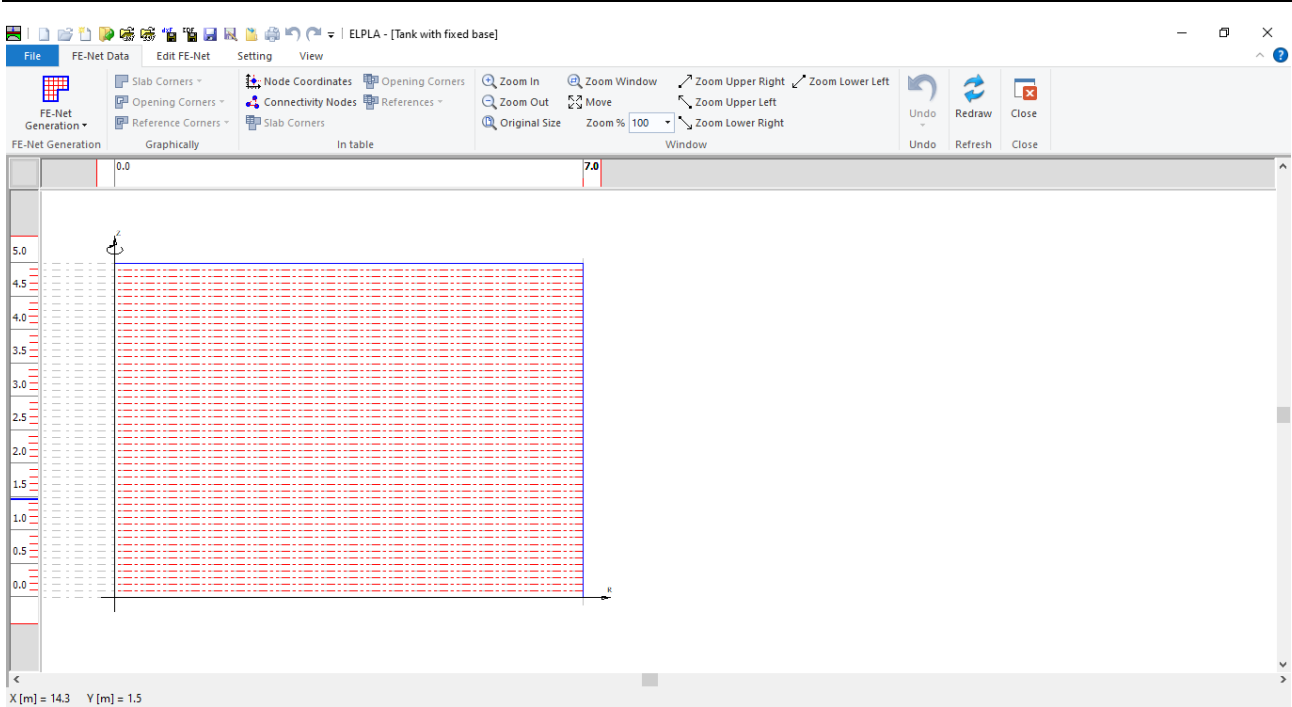 ELPLA - [Tank with fixed base]
File FE-Net Data Edit FE-Net Setting View
FE-Net Generation
Slab Corners
Opening Corners
Reference Corners
Node Coordinates Opening Corners
Connectivity Nodes References
Slab Corners
Zoom In Zoom Window Zoom Upper Right Zoom Lower Left
Zoom Out Move Zoom Upper Left
Original Size Zoom % 100 Zoom Lower Right
Undo Redraw Close
FE-Net Generation Graphically In table Window Undo Refresh Close
0.0 7.0
Z
5.0
4.5
4.0
3.5
3.0
2.5
2.0
1.5
1.0
0.5
0.0
R
X [m] = 14.3 Y [m] = 1.5